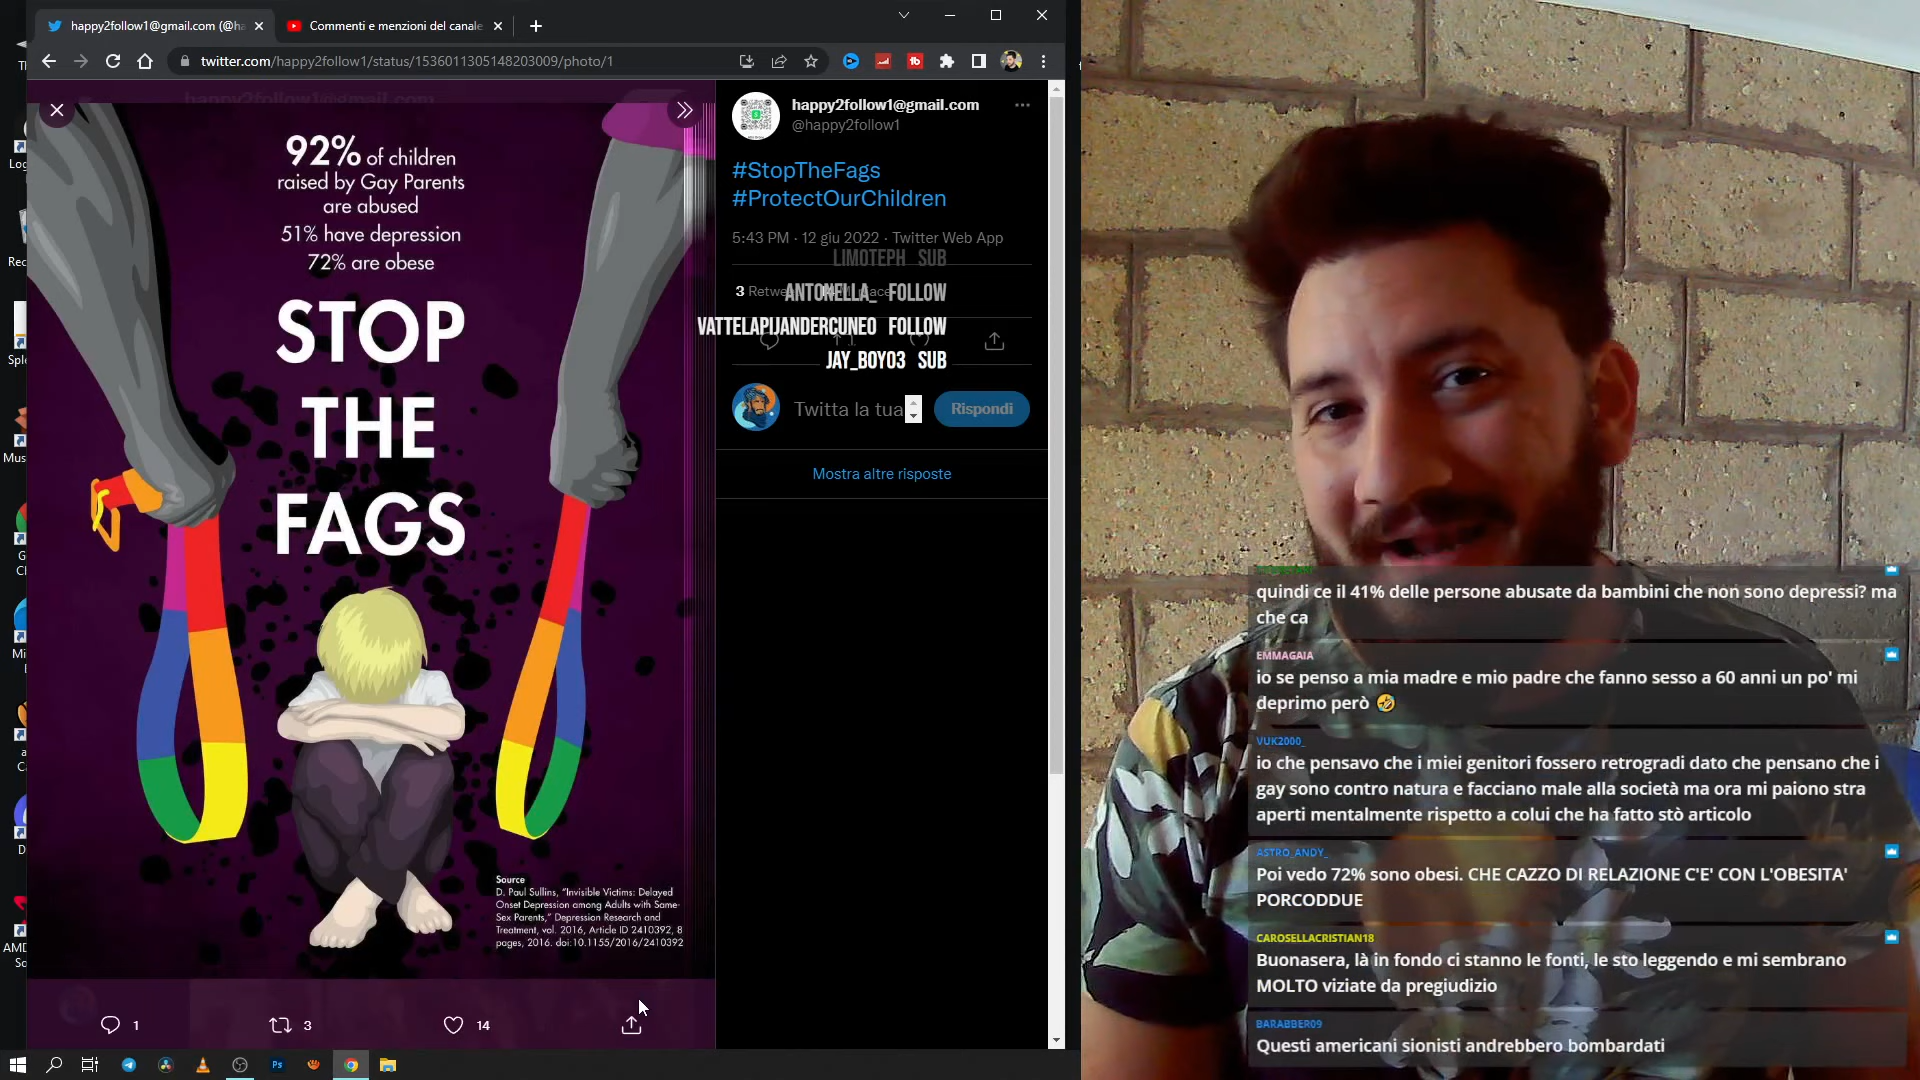 happy2follow1@gmail.com (@ha
Commenti e menzioni del canale
twitter.com/happy2follow1/status/1536011305148203009/photo/1
92% of children
raised by Gay Parents
are abused
51% have depression
72% are obese
STOP
THE
FAGS
Source
D. Paul Sullins, "Invisible Victims: Delayed
Onset Depression among Adults with Same-
Sex Parents," Depression Research and
Treatment, vol. 2016, Article ID 2410392, 8
pages, 2016. doi:10.1155/2016/2410392
1
3
14
happy2follow1@gmail.com
@happy2follow1
#StopTheFags
#ProtectOurChildren
5:43 PM · 12 giu 2022 · Twitter Web App
LIMOTEPH SUB
3 Retwe
ANTONELLA_ FOLLOW
VATTELAPIJANDERCUNEO FOLLOW
JAY_BOY03 SUB
Twitta la tua
Rispondi
Mostra altre risposte
quindi ce il 41% delle persone abusate da bambini che non sono depressi? ma
che ca
EMMAGAIA
io se penso a mia madre e mio padre che fanno sesso a 60 anni un po' mi
deprimo però 🤣
VUK2000_
io che pensavo che i miei genitori fossero retrogradi dato che pensano che i
gay sono contro natura e facciano male alla società ma ora mi paiono stra
aperti mentalmente rispetto a colui che ha fatto stò articolo
ASTRO_ANDY_
Poi vedo 72% sono obesi. CHE CAZZO DI RELAZIONE C'E' CON L'OBESITA'
PORCODDUE
CAROSELLACRISTIAN18
Buonasera, là in fondo ci stanno le fonti, le sto leggendo e mi sembrano
MOLTO viziate da pregiudizio
BARABBER09
Questi americani sionisti andrebbero bombardati